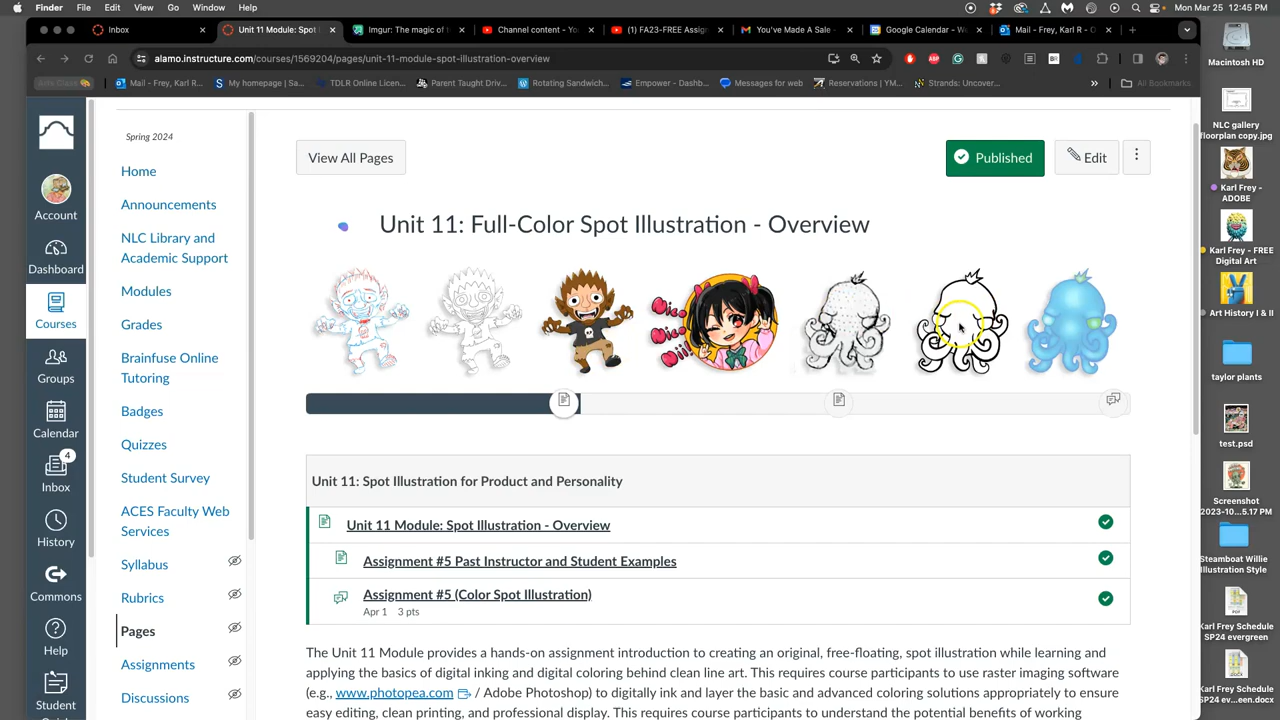 Finder File Edit View Go Window Help Mon Mar 25 12:45 PM
Inbox Unit 11 Module: Spot Imgur: The magic of Channel content - Yo (1) FA23-FREE Assig You've Made A Sale - Google Calendar - We Mail - Frey, Karl R - O
alamo.instructure.com/courses/1569204/pages/unit-11-module-spot-illustration-overview
Arts Class Mail - Frey, Karl R... My homepage | Sa... TDLR Online Licen... Parent Taught Driv... Rotating Sandwich... Empower - Dashb... Messages for web Reservations | YM... Strands: Uncover... All Bookmarks
Spring 2024
Home
Announcements
NLC Library and
Academic Support
Modules
Grades
Brainfuse Online
Tutoring
Badges
Quizzes
Student Survey
ACES Faculty Web
Services
Syllabus
Rubrics
Pages
Assignments
Discussions
Account
Dashboard
Courses
Groups
Calendar
4
Inbox
History
Commons
Help
Student
View All Pages
Published
Edit
Unit 11: Full-Color Spot Illustration - Overview
Nico
Nico
Nii
Unit 11: Spot Illustration for Product and Personality
Unit 11 Module: Spot Illustration - Overview
Assignment #5 Past Instructor and Student Examples
Assignment #5 (Color Spot Illustration)
Apr 1 3 pts
The Unit 11 Module provides a hands-on assignment introduction to creating an original, free-floating, spot illustration while learning and
applying the basics of digital inking and digital coloring behind clean line art. This requires course participants to use raster imaging software
(e.g., www.photopea.com / Adobe Photoshop) to digitally ink and layer the basic and advanced coloring solutions appropriately to ensure
easy editing, clean printing, and professional display. This requires course participants to understand the potential benefits of working
Macintosh HD
NLC gallery
floorplan copy.jpg
Karl Frey -
ADOBE
Karl Frey - FREE
Digital Art
Art History I & II
taylor plants
test.psd
Screenshot
2023-10...5.17 PM
Steamboat Willie
Illustration Style
PDF
Karl Frey Schedule
SP24 evergreen
Karl Frey Schedule
SP24 ev...een.docx